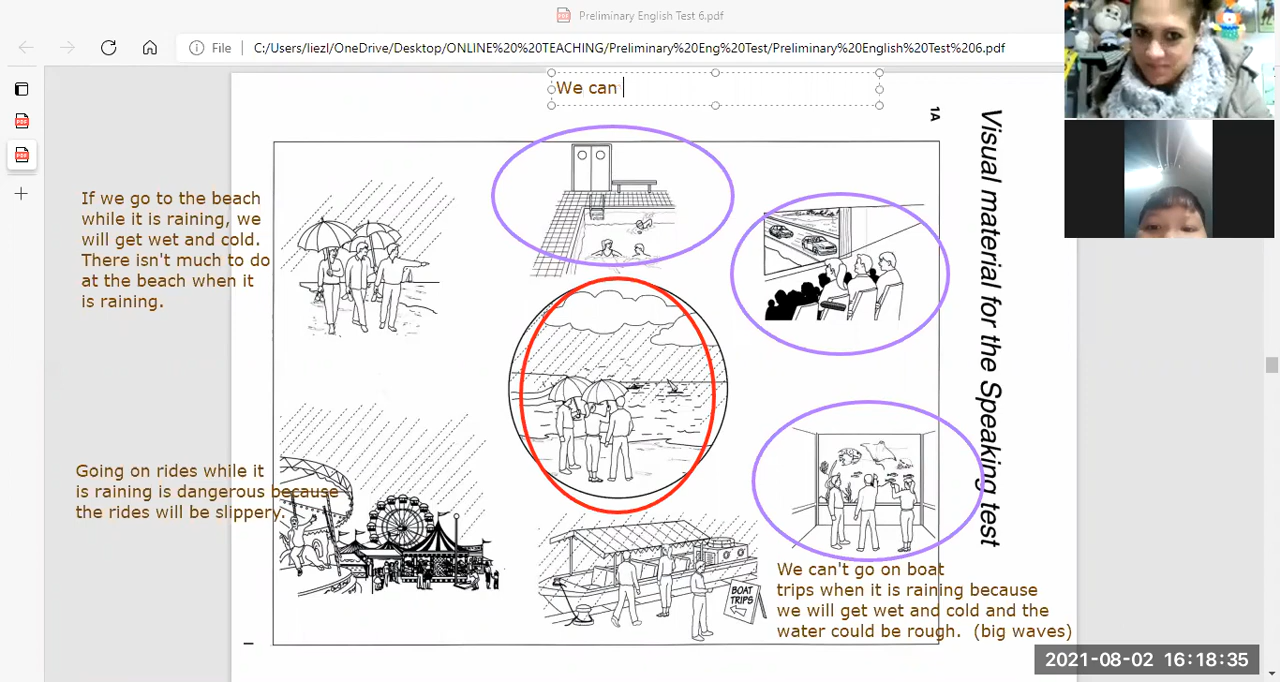 Preliminary English Test 6.pdf
File
C:/Users/liezl/OneDrive/Desktop/ONLINE%20%20TEACHING/Preliminary%20Eng%20Test/Preliminary%20English%20Test%206.pdf
We can
1A
Visual material for the Speaking test
If we go to the beach
while it is raining, we
will get wet and cold.
There isn't much to do
at the beach when it
is raining.
Going on rides while it
is raining is dangerous because
the rides will be slippery.
BOAT
TRIPS
We can't go on boat
trips when it is raining because
we will get wet and cold and the
water could be rough. (big waves)
2021-08-02 16:18:35